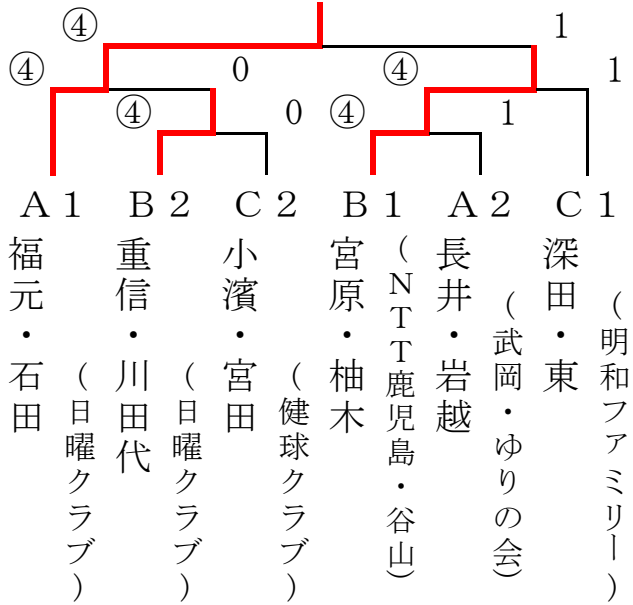 ④ 1
④ 0 ④ 1
④ 0 ④ 1
A1 B2 C2 B1 A2 C1
福元・石田
(日曜クラブ)
重信・川田代
(日曜クラブ)
小濱・宮田
(健球クラブ)
宮原・柚木
(NTT鹿児島・谷山)
長井・岩越
(武岡・ゆりの会)
深田・東
(明和ファミリー)